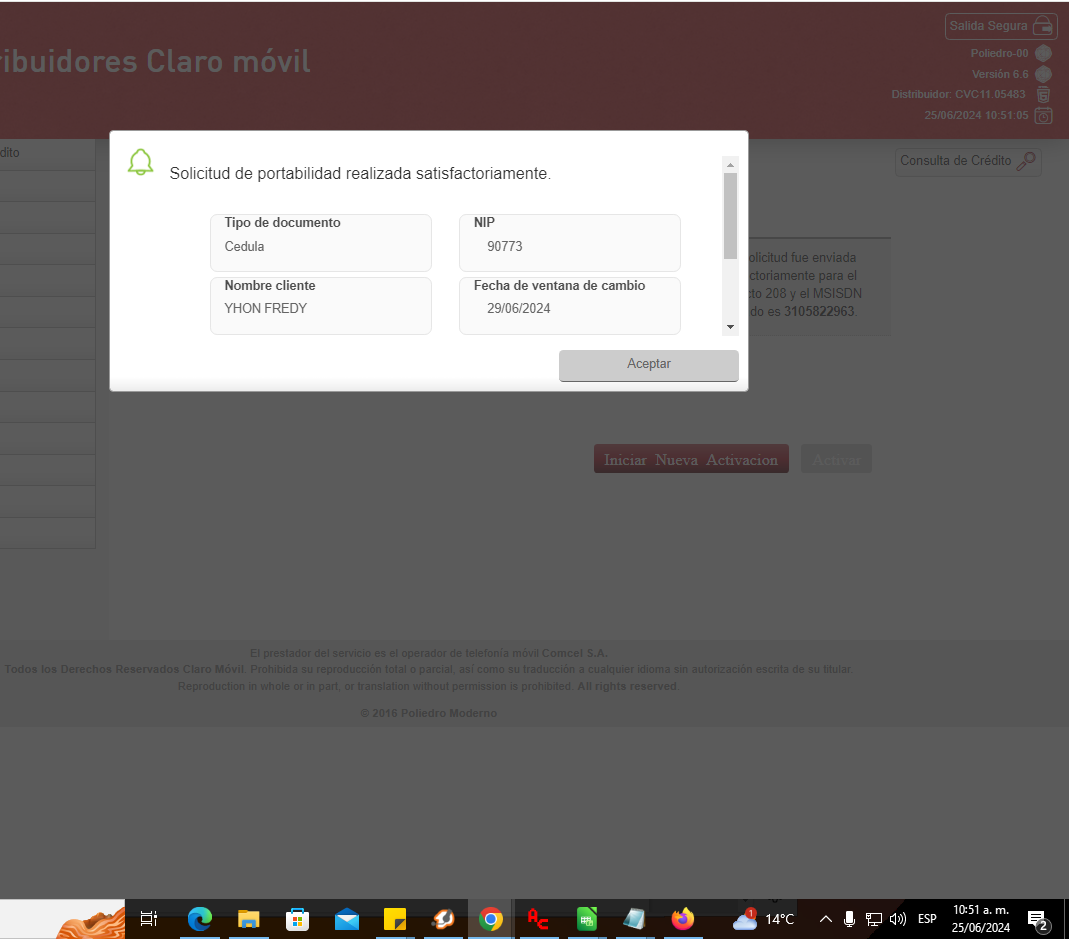 Salida Segura
ribuidores Claro móvil
Poliedro-00
Versión 6.6
Distribuidor: CVC11.05483
25/06/2024 10:51:05
dito
Consulta de Crédito
Solicitud de portabilidad realizada satisfactoriamente.
Tipo de documento
Cedula
NIP
90773
Nombre cliente
YHON FREDY
Fecha de ventana de cambio
29/06/2024
Aceptar
olicitud fue enviada
ctoriamente para el
to 208 y el MSISDN
do es 3105822963.
Iniciar Nueva Activacion
Activar
El prestador del servicio es el operador de telefonía móvil Comcel S.A.
Todos los Derechos Reservados Claro Móvil. Prohibida su reproducción total o parcial, así como su traducción a cualquier idioma sin autorización escrita de su titular.
Reproduction in whole or in part, or translation without permission is prohibited. All rights reserved.
© 2016 Poliedro Moderno
1
14°C
ESP
10:51 a. m.
25/06/2024
2